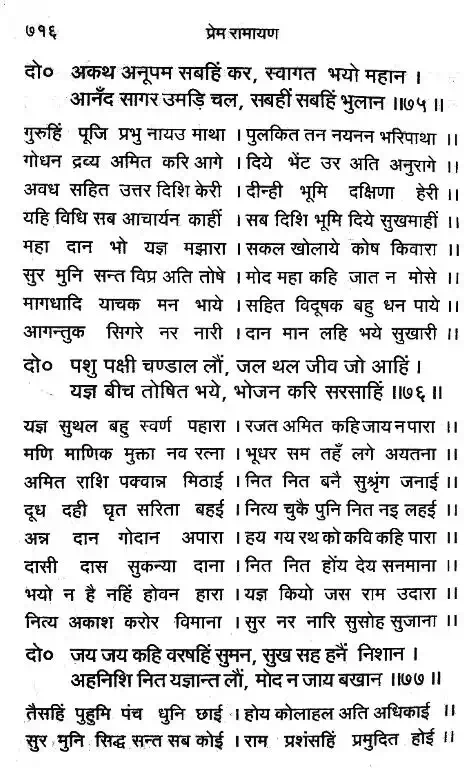 ७१६ प्रेम रामायण
दो० अकथ अनूपम सबहिं कर, स्वागत भयो महान ।
आनँद सागर उमड़ि चल, सबहीं सबहिं भुलान ॥७५॥
गुरुहिं पूजि प्रभु नायउ माथा । पुलकित तन नयनन भरिपाथा ॥
गोधन द्रव्य अमित करि आगे । दिये भेंट उर अति अनुरागे ॥
अवध सहित उत्तर दिशि केरी । दीन्ही भूमि दक्षिणा हेरी ॥
यहि विधि सब आचार्यन काहीं । सब दिशि भूमि दिये सुखमाहीं ॥
महा दान भो यज्ञ मझारा । सकल खोलाये कोष किवारा ॥
सुर मुनि सन्त विप्र अति तोषे । मोद महा कहि जात न मोसे ॥
मागधादि याचक मन भाये । सहित विदूषक बहु धन पाये ॥
आगन्तुक सिगरे नर नारी । दान मान लहि भये सुखारी ॥
दो० पशु पक्षी चण्डाल लौं, जल थल जीव जो आहिं ।
यज्ञ बीच तोषित भये, भोजन करि सरसाहिं ॥७६॥
यज्ञ सुथल बहु स्वर्ण पहारा । रजत अमित कहि जाय न पारा ॥
मणि माणिक मुक्ता नव रत्ना । भूधर सम तहँ लगे अयतना ॥
अमित राशि पक्वान्न मिठाई । नित नित बनै सुश्रृंग जनाई ॥
दूध दही घृत सरिता बहई । नित्य चुकै पुनि नित नइ लहई ॥
अन्न दान गोदान अपारा । हय गय रथ को कवि कहि पारा ॥
दासी दास सुकन्या दाना । नित नित होंय देय सनमाना ॥
भयो न है नहिं होवन हारा । यज्ञ कियो जस राम उदारा ॥
नित्य अकाश करोर विमाना । सुर नर नारि सुसोह सुजाना ॥
दो० जय जय कहि वरषहिं सुमन, सुख सह हनैं निशान ।
अहनिशि नित यज्ञान्त लौं, मोद न जाय बखान ॥७७॥
तैसहिं पुहुमि पंच धुनि छाई । होय कोलाहल अति अधिकाई ॥
सुर मुनि सिद्ध सन्त सब कोई । राम प्रशंसहिं प्रमुदित होई ॥